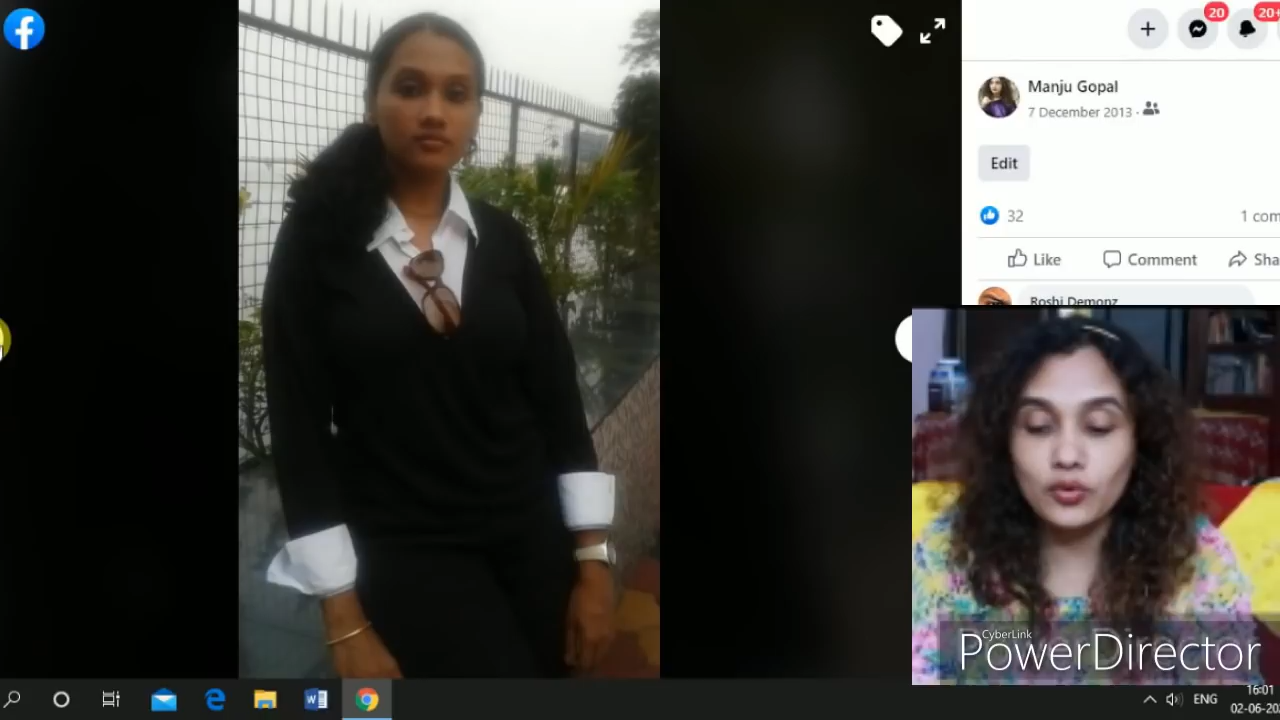 20
20+
Manju Gopal
7 December 2013 ·
Edit
32
1 com
Like
Comment
Sha
Roshi Demonz
CyberLink
PowerDirector
ENG
16:01
02-06-20